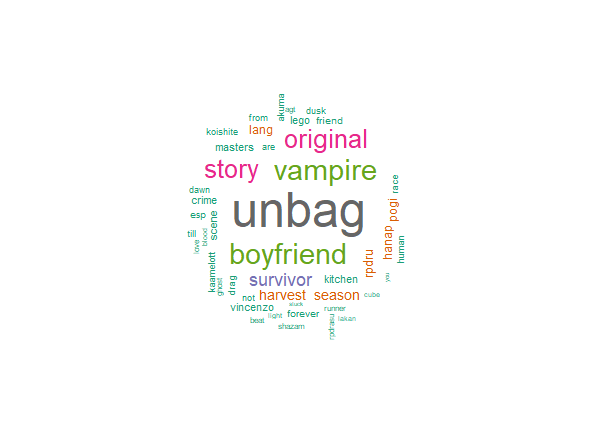 akuma
agt
dusk
from
lego
friend
koishite
lang
original
masters
are
story
vampire
race
dawn
crime
pogi
esp
scene
unbag
till
blood
love
hanap
human
boyfriend
kaamelott
rpdru
ghost
drag
survivor
kitchen
you
not
harvest
season
cube
vincenzo
stuck
light
forever
runner
beat
shazam
rpdrasu
lakan